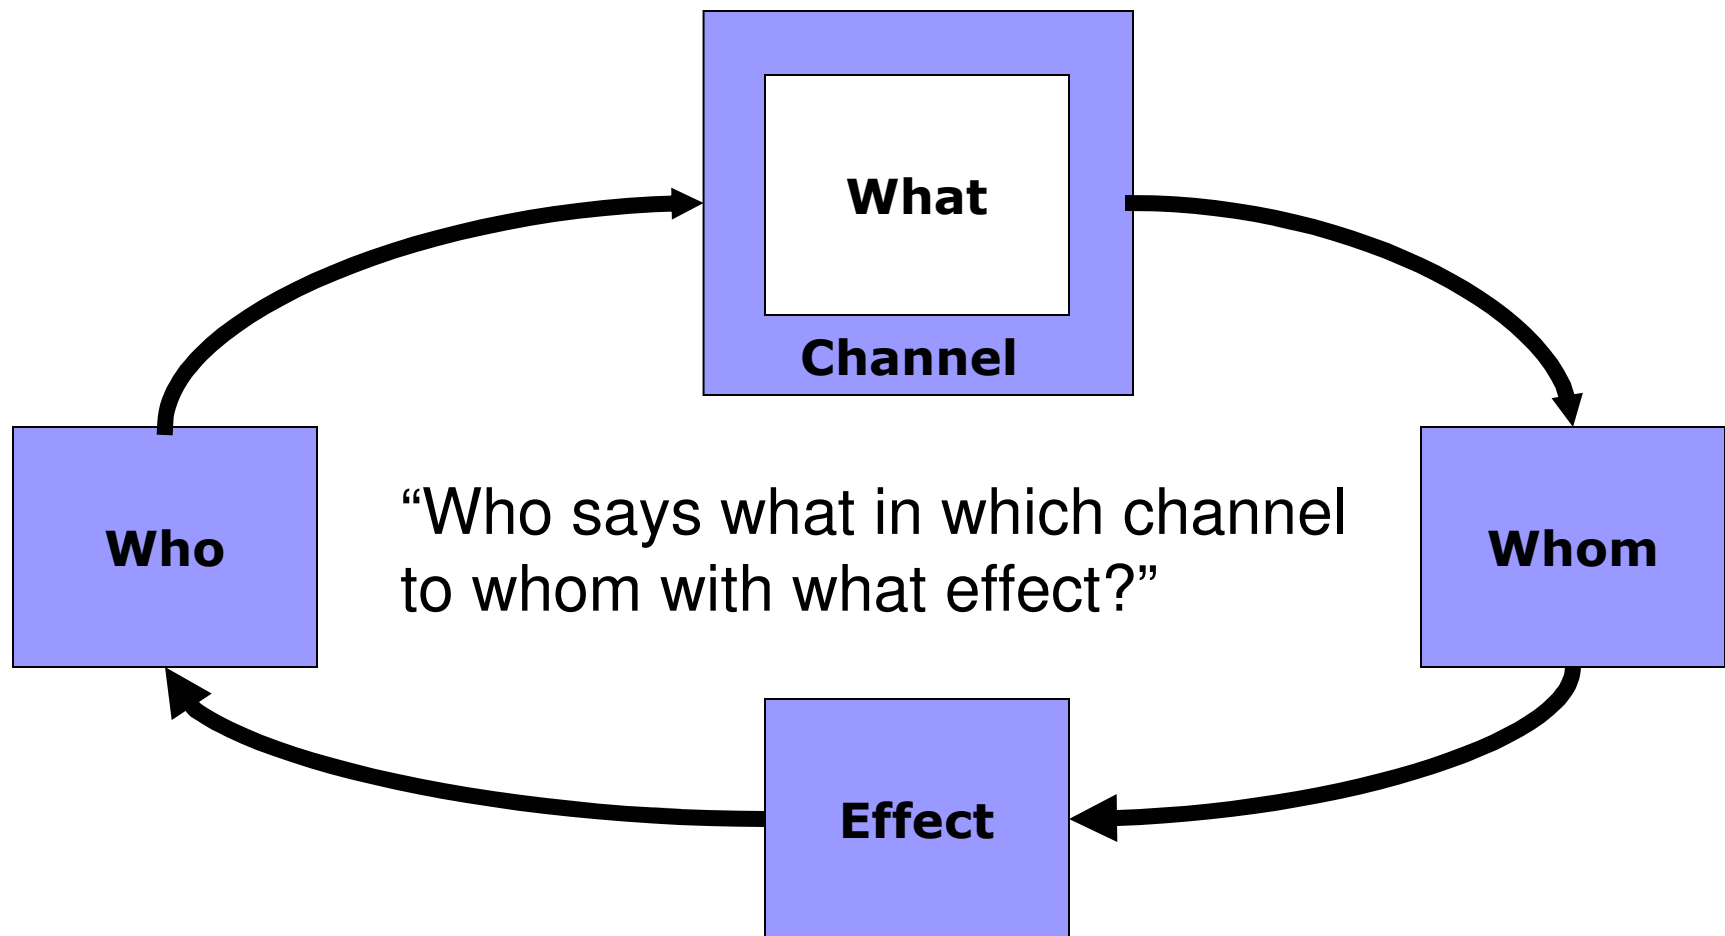 What
Channel
Who
“Who says what in which channel
to whom with what effect?”
Whom
Effect